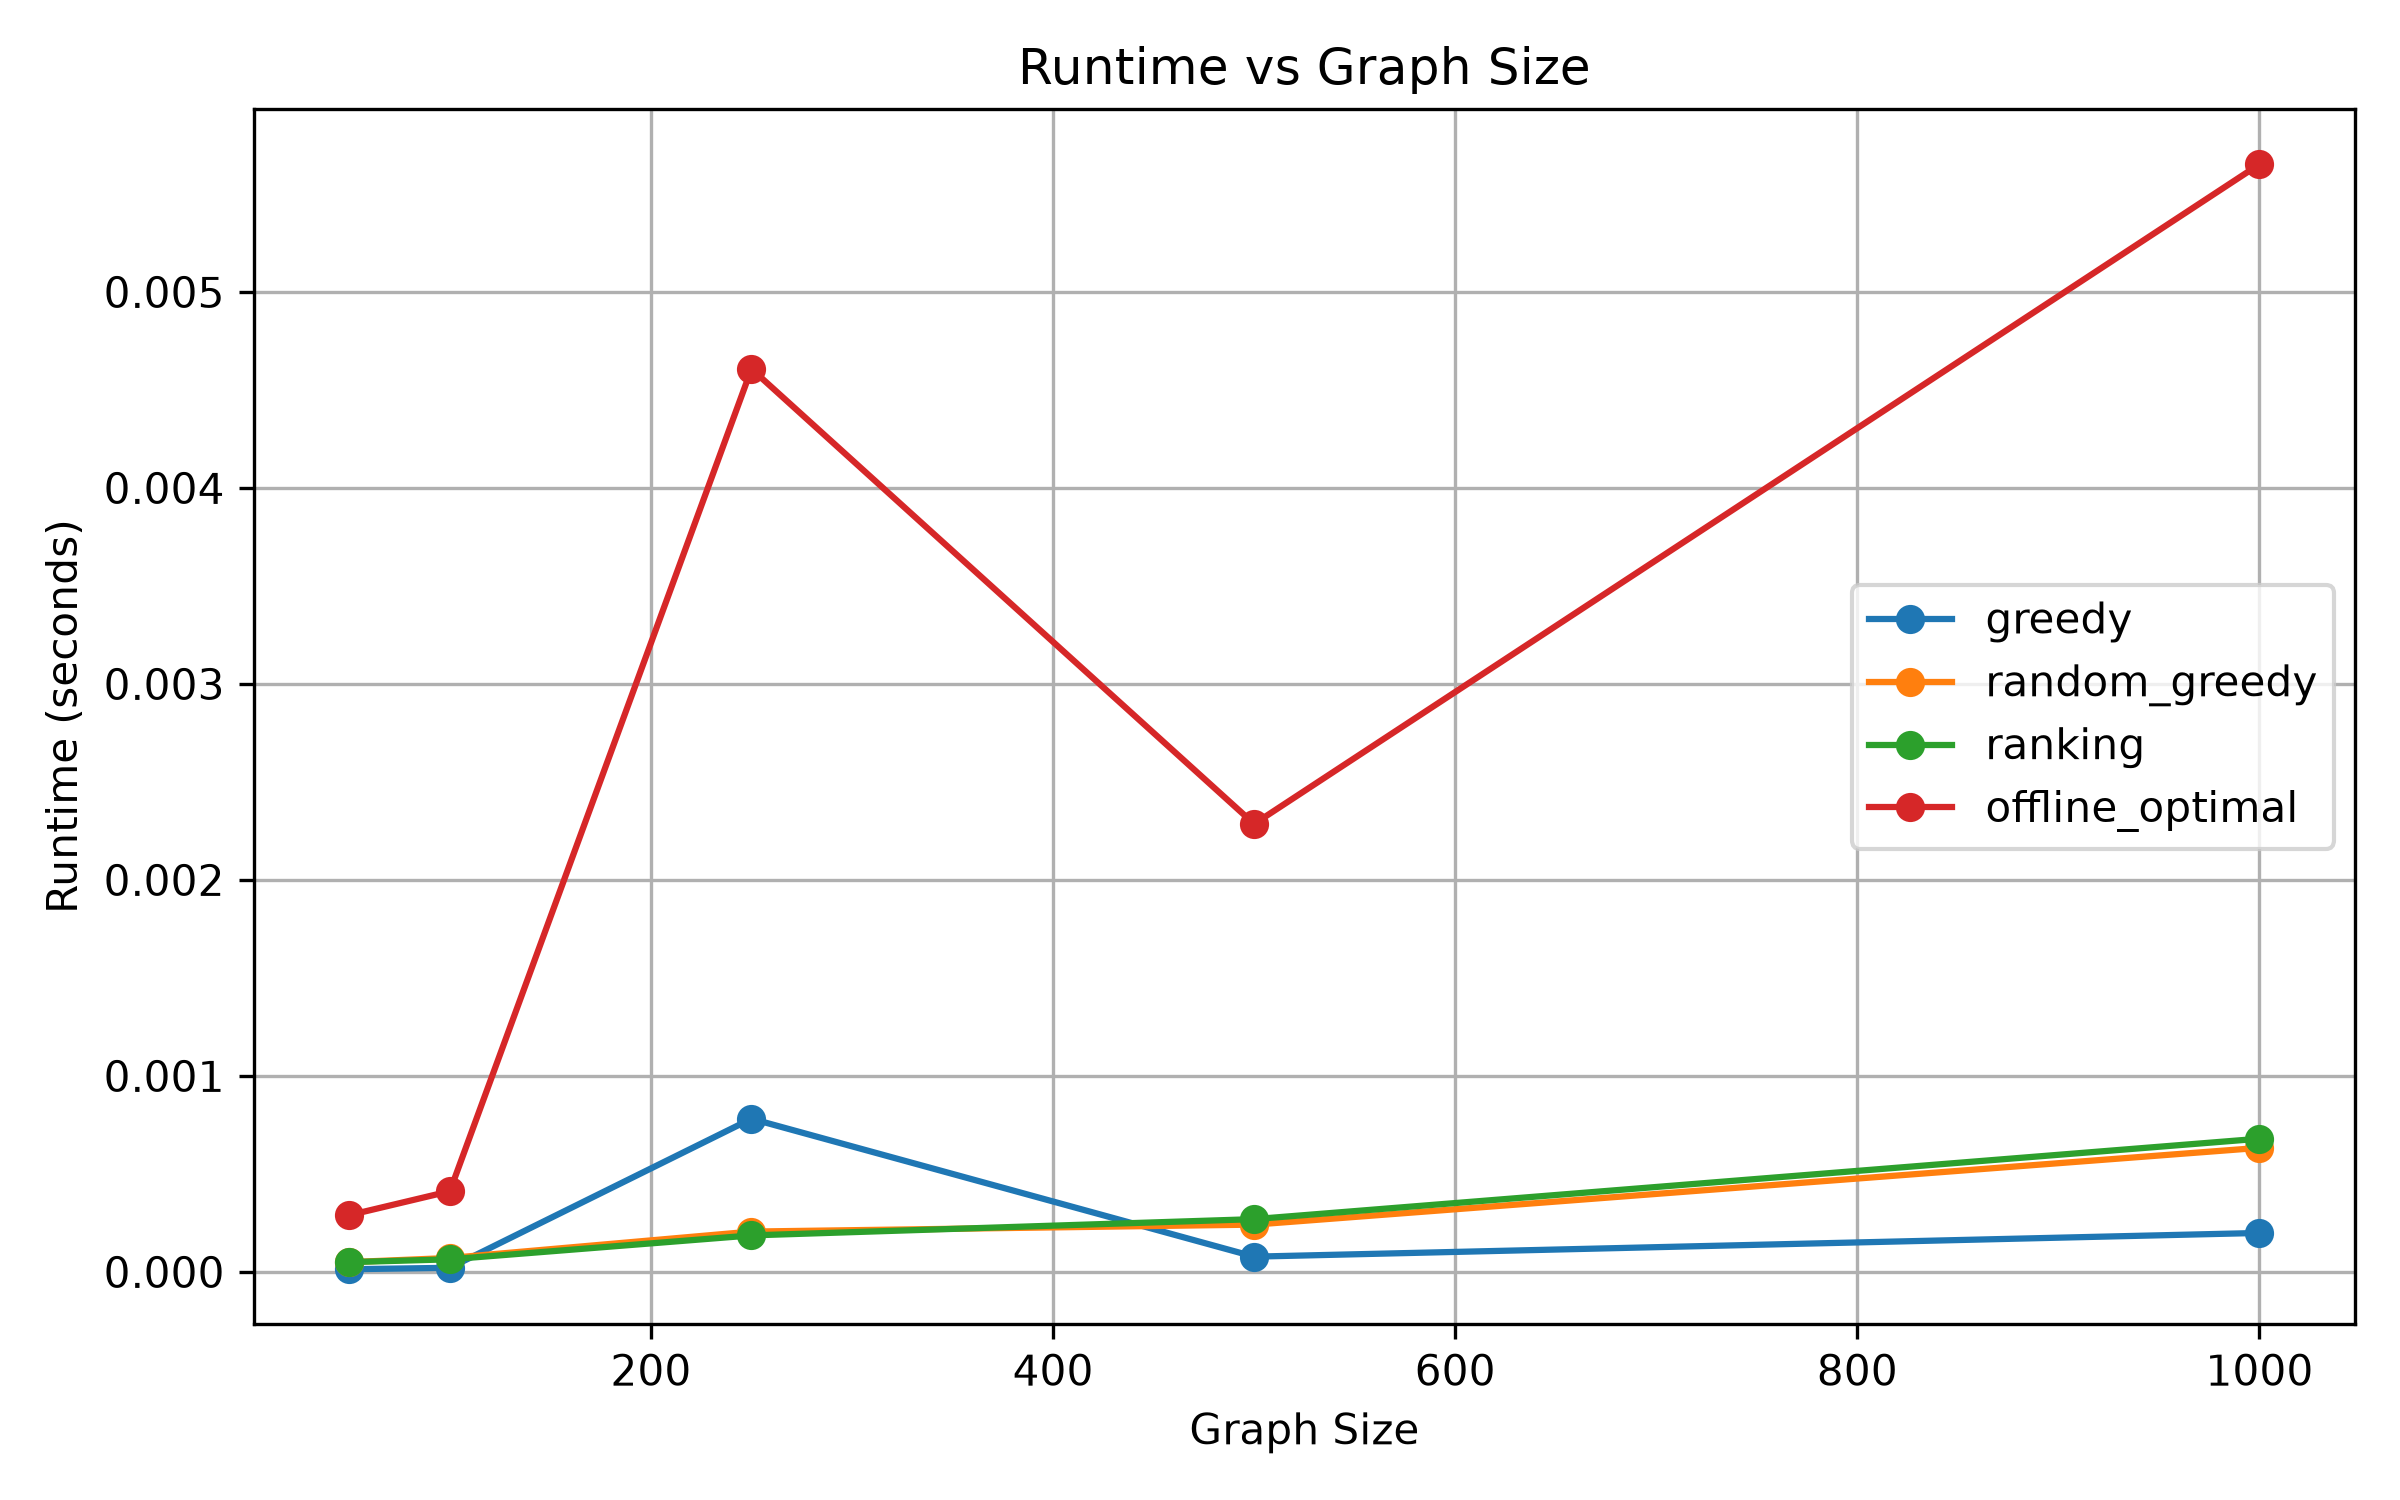 Runtime vs Graph Size
Runtime (seconds)
0.005
0.004
0.003
0.002
0.001
0.000
greedy
random_greedy
ranking
offline_optimal
200 400 600 800 1000
Graph Size